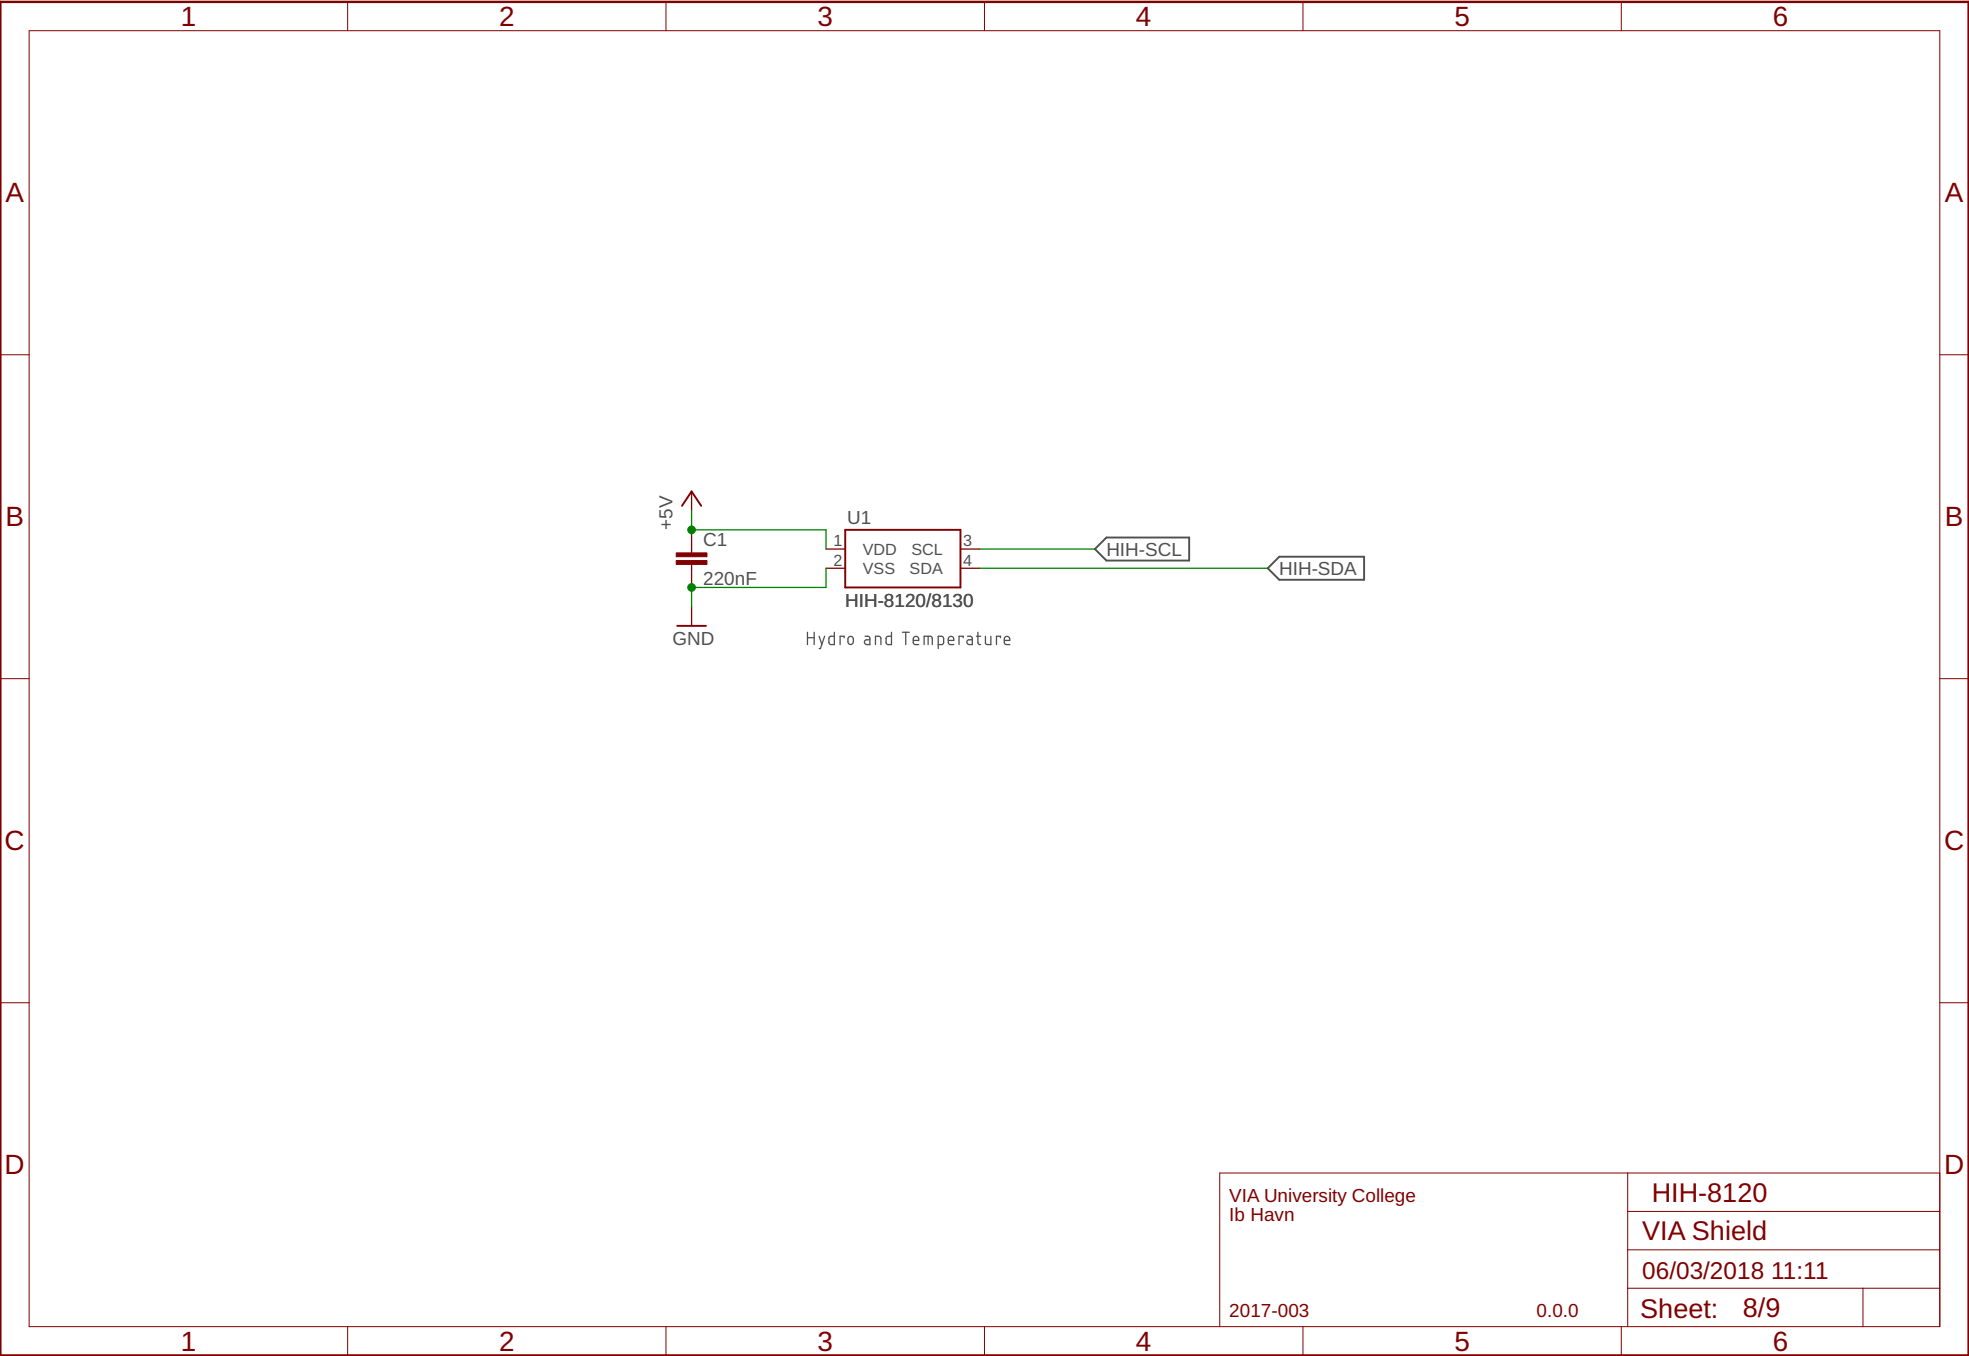 1 2 3 4 5 6
A A
B B
+5V
U1
C1
1 VDD SCL 3
HIH-SCL
2 VSS SDA 4
HIH-SDA
220nF
HIH-8120/8130
GND
Hydro and Temperature
C C
D D
VIA University College
Ib Havn
2017-003 0.0.0
HIH-8120
VIA Shield
06/03/2018 11:11
Sheet: 8/9
1 2 3 4 5 6